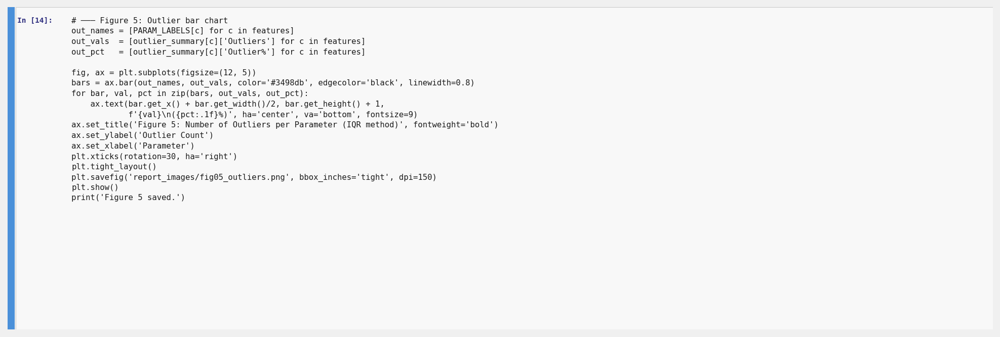 In [14]:
# ─── Figure 5: Outlier bar chart
out_names = [PARAM_LABELS[c] for c in features]
out_vals  = [outlier_summary[c]['Outliers'] for c in features]
out_pct   = [outlier_summary[c]['Outlier%'] for c in features]

fig, ax = plt.subplots(figsize=(12, 5))
bars = ax.bar(out_names, out_vals, color='#3498db', edgecolor='black', linewidth=0.8)
for bar, val, pct in zip(bars, out_vals, out_pct):
    ax.text(bar.get_x() + bar.get_width()/2, bar.get_height() + 1,
            f'{val}\n({pct:.1f}%)', ha='center', va='bottom', fontsize=9)
ax.set_title('Figure 5: Number of Outliers per Parameter (IQR method)', fontweight='bold')
ax.set_ylabel('Outlier Count')
ax.set_xlabel('Parameter')
plt.xticks(rotation=30, ha='right')
plt.tight_layout()
plt.savefig('report_images/fig05_outliers.png', bbox_inches='tight', dpi=150)
plt.show()
print('Figure 5 saved.')